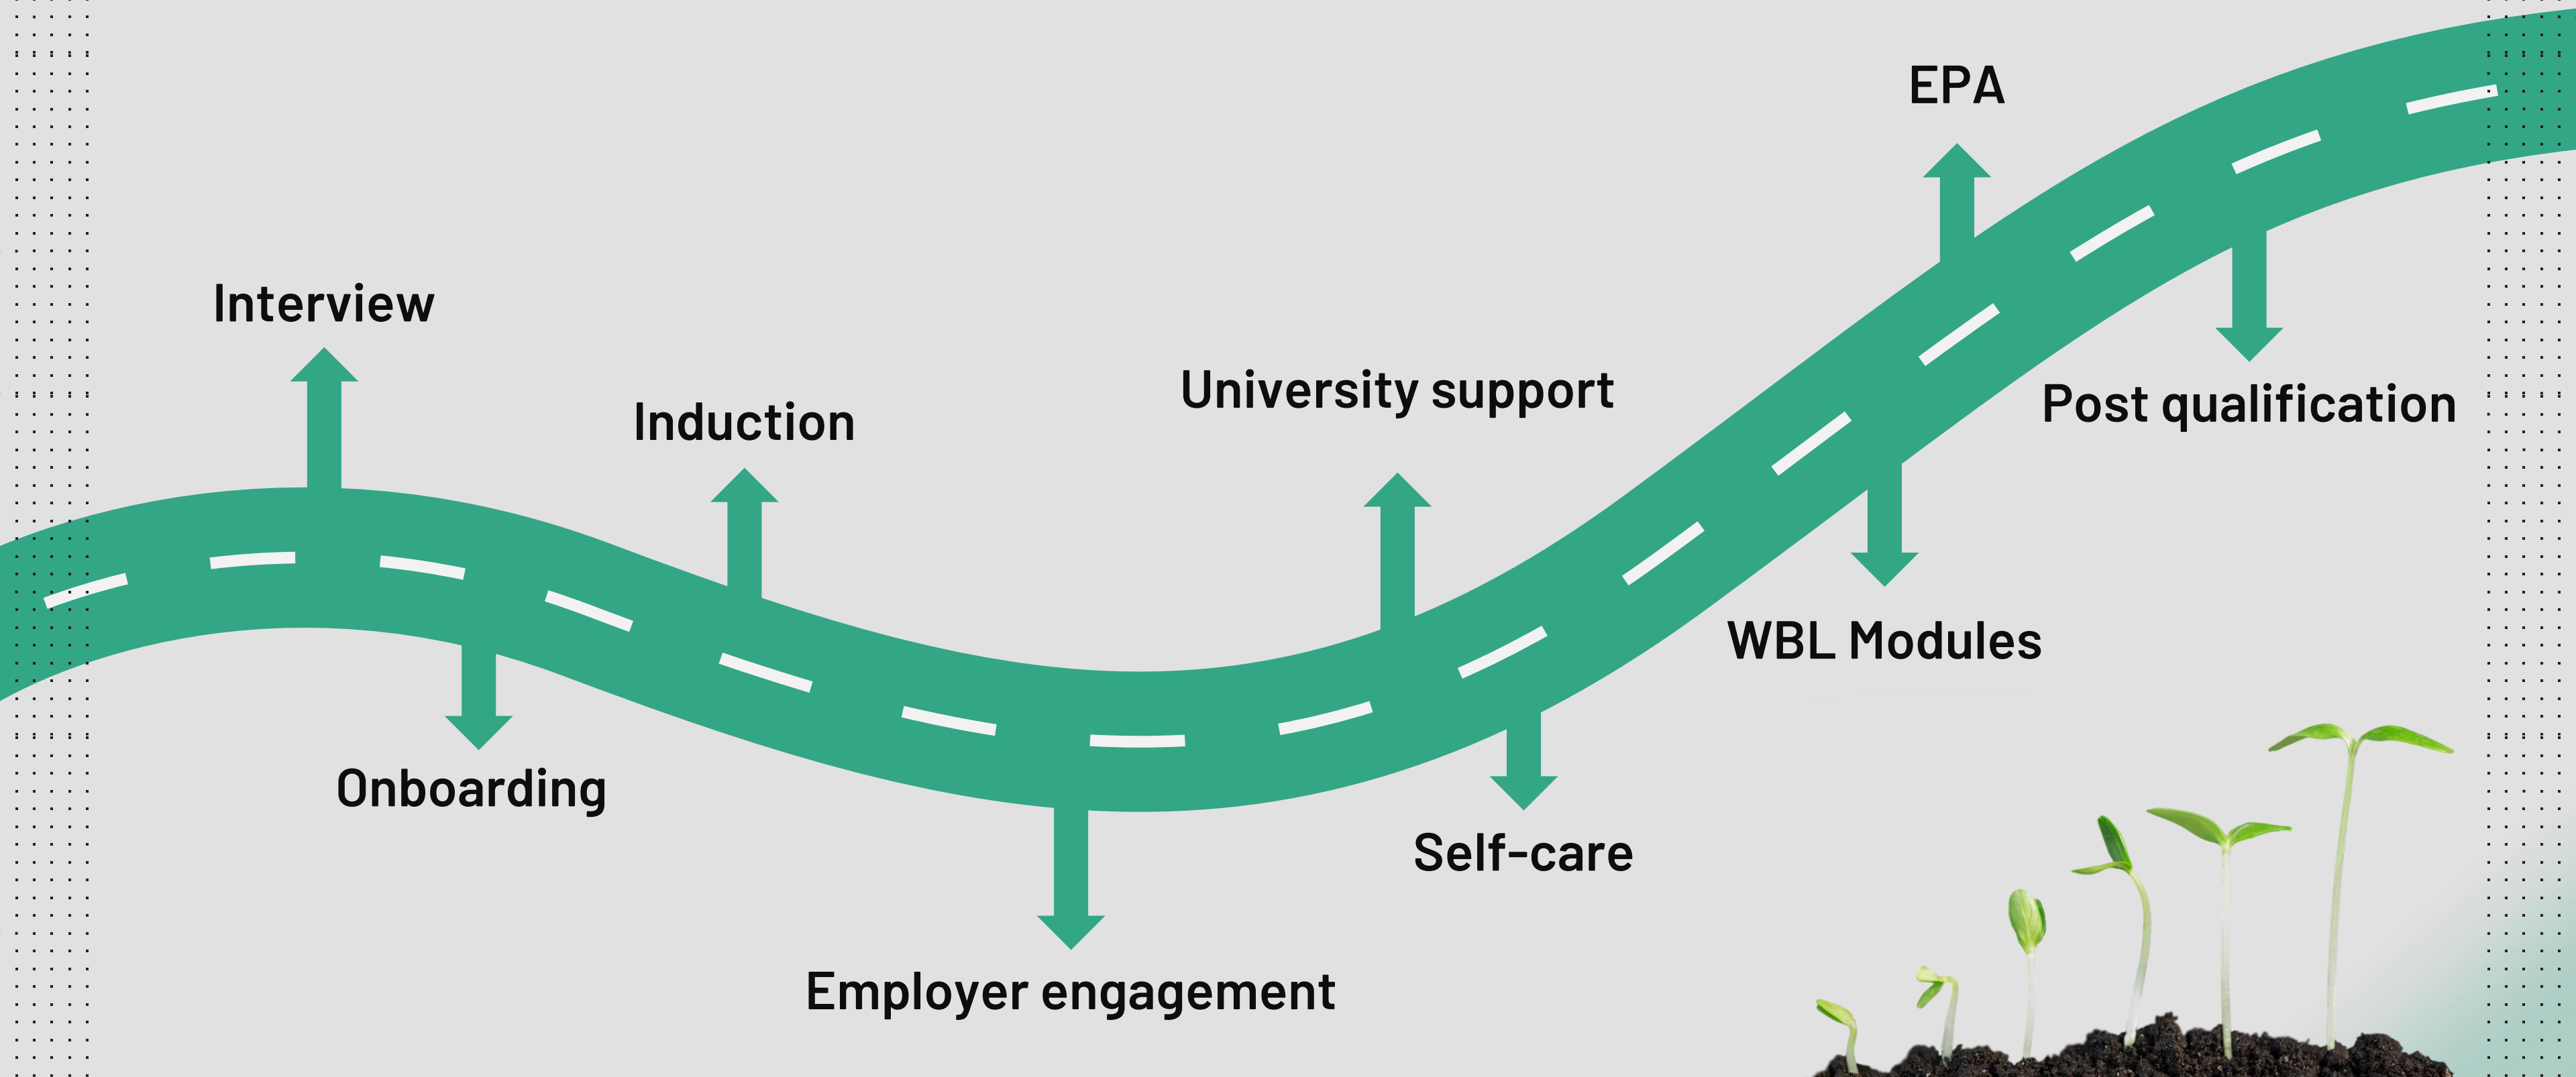 Interview
Onboarding
Induction
Employer engagement
University support
Self-care
WBL Modules
EPA
Post qualification